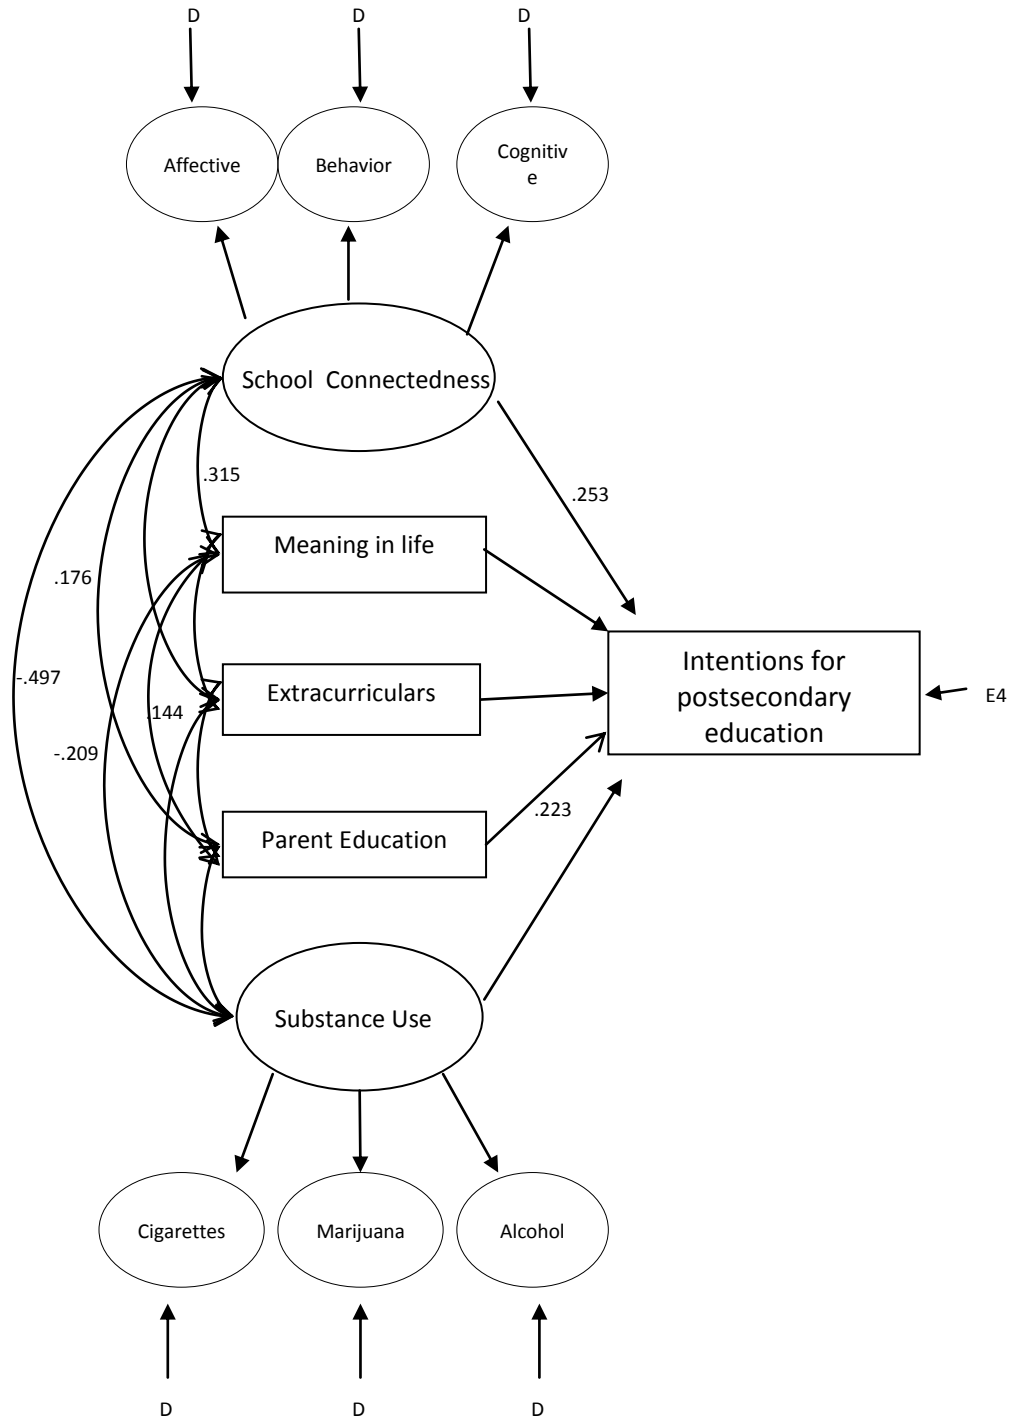 D
D
D
Affective
Behavior
Cognitiv
e
School Connectedness
.315
.253
Meaning in life
.176
Intentions for
postsecondary
education
-.497
Extracurriculars
.144
E4
-.209
.223
Parent Education
Substance Use
Cigarettes
Marijuana
Alcohol
D
D
D